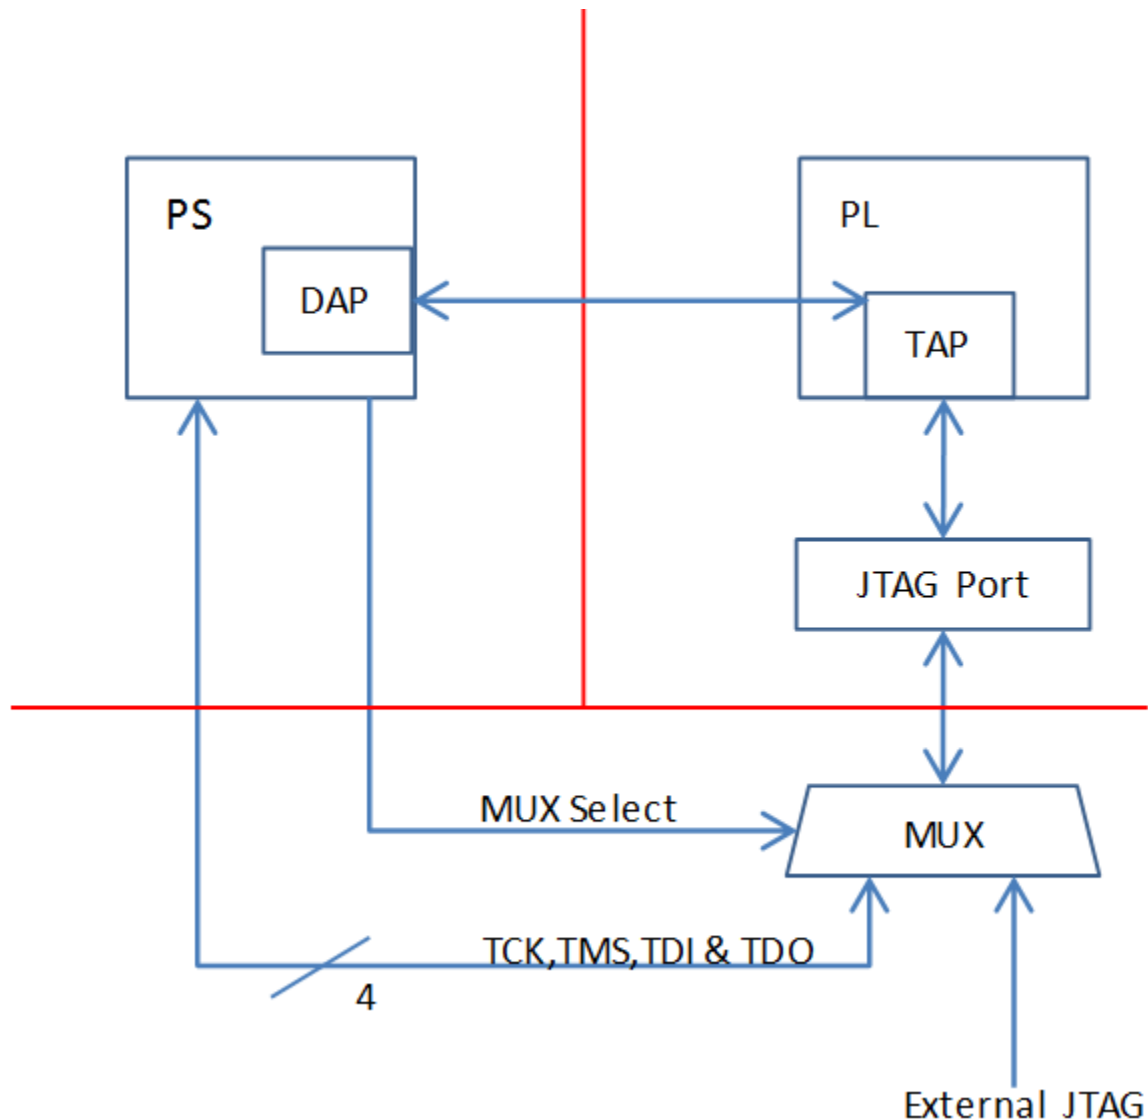 PS
PL
DAP
TAP
JTAG Port
MUX Select
MUX
TCK,TMS,TDI & TDO
4
External JTAG